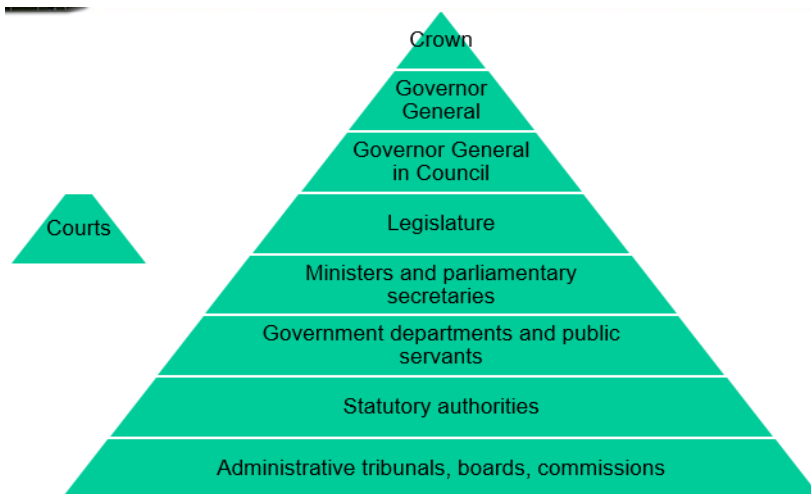 Crown
Governor
General
Governor General
in Council
Courts
Legislature
Ministers and parliamentary
secretaries
Government departments and public
servants
Statutory authorities
Administrative tribunals, boards, commissions